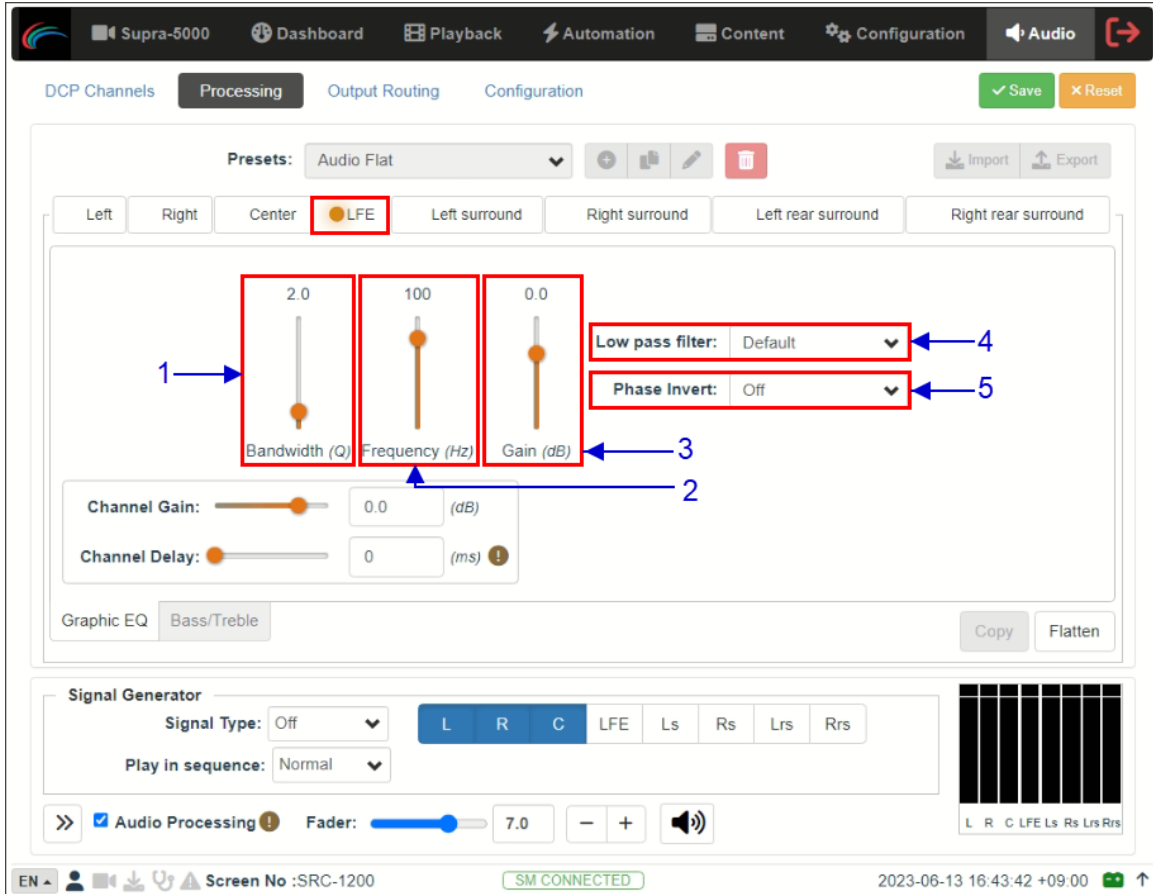 Supra-5000 Dashboard Playback Automation Content Configuration Audio
DCP Channels Processing Output Routing Configuration Save Reset
Presets: Audio Flat Import Export
Left Right Center LFE Left surround Right surround Left rear surround Right rear surround
2.0 100 0.0
Low pass filter: Default 4
1
Phase Invert: Off 5
Bandwidth (Q) Frequency (Hz) Gain (dB) 3
2
Channel Gain: 0.0 (dB)
Channel Delay: 0 (ms)
Graphic EQ Bass/Treble Copy Flatten
Signal Generator
Signal Type: Off L R C LFE Ls Rs Lrs Rrs
Play in sequence: Normal
Audio Processing Fader: 7.0 − +
L R C LFE Ls Rs Lrs Rrs
EN Screen No :SRC-1200 SM CONNECTED 2023-06-13 16:43:42 +09:00